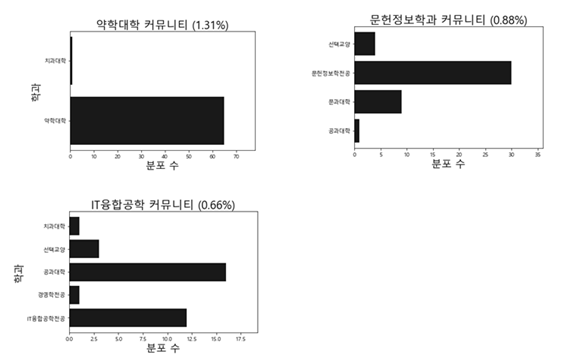 약학대학 커뮤니티 (1.31%)
학과
치과대학
약학대학
0 10 20 30 40 50 60 70
분포 수
문헌정보학과 커뮤니티 (0.88%)
선택교양
문헌정보학전공
문과대학
공과대학
0 5 10 15 20 25 30 35
분포 수
IT융합공학 커뮤니티 (0.66%)
학과
치과대학
선택교양
공과대학
경영학전공
IT융합공학전공
0.0 2.5 5.0 7.5 10.0 12.5 15.0 17.5
분포 수